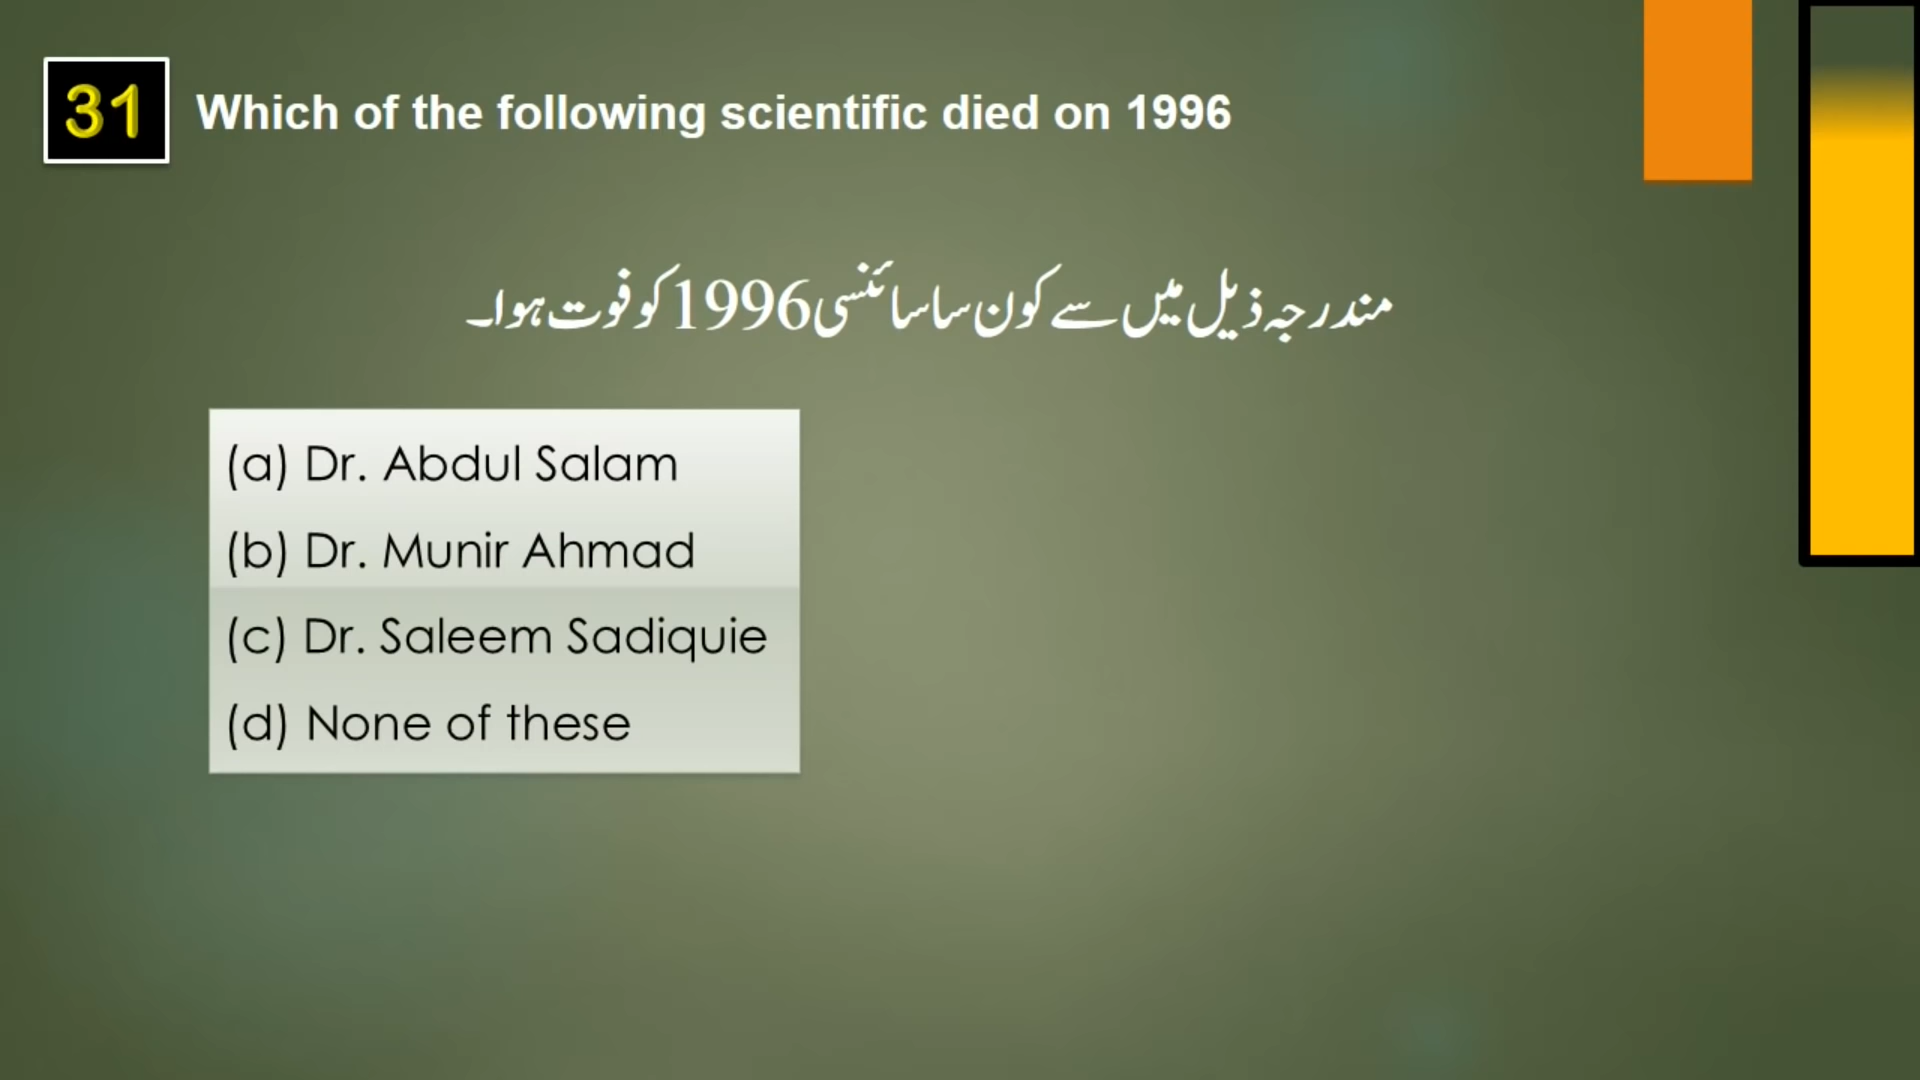 31
Which of the following scientific died on 1996
مندرجہ ذیل میں سے کون سا سائنسی 1996 کو فوت ہوا۔
(a) Dr. Abdul Salam
(b) Dr. Munir Ahmad
(c) Dr. Saleem Sadiquie
(d) None of these